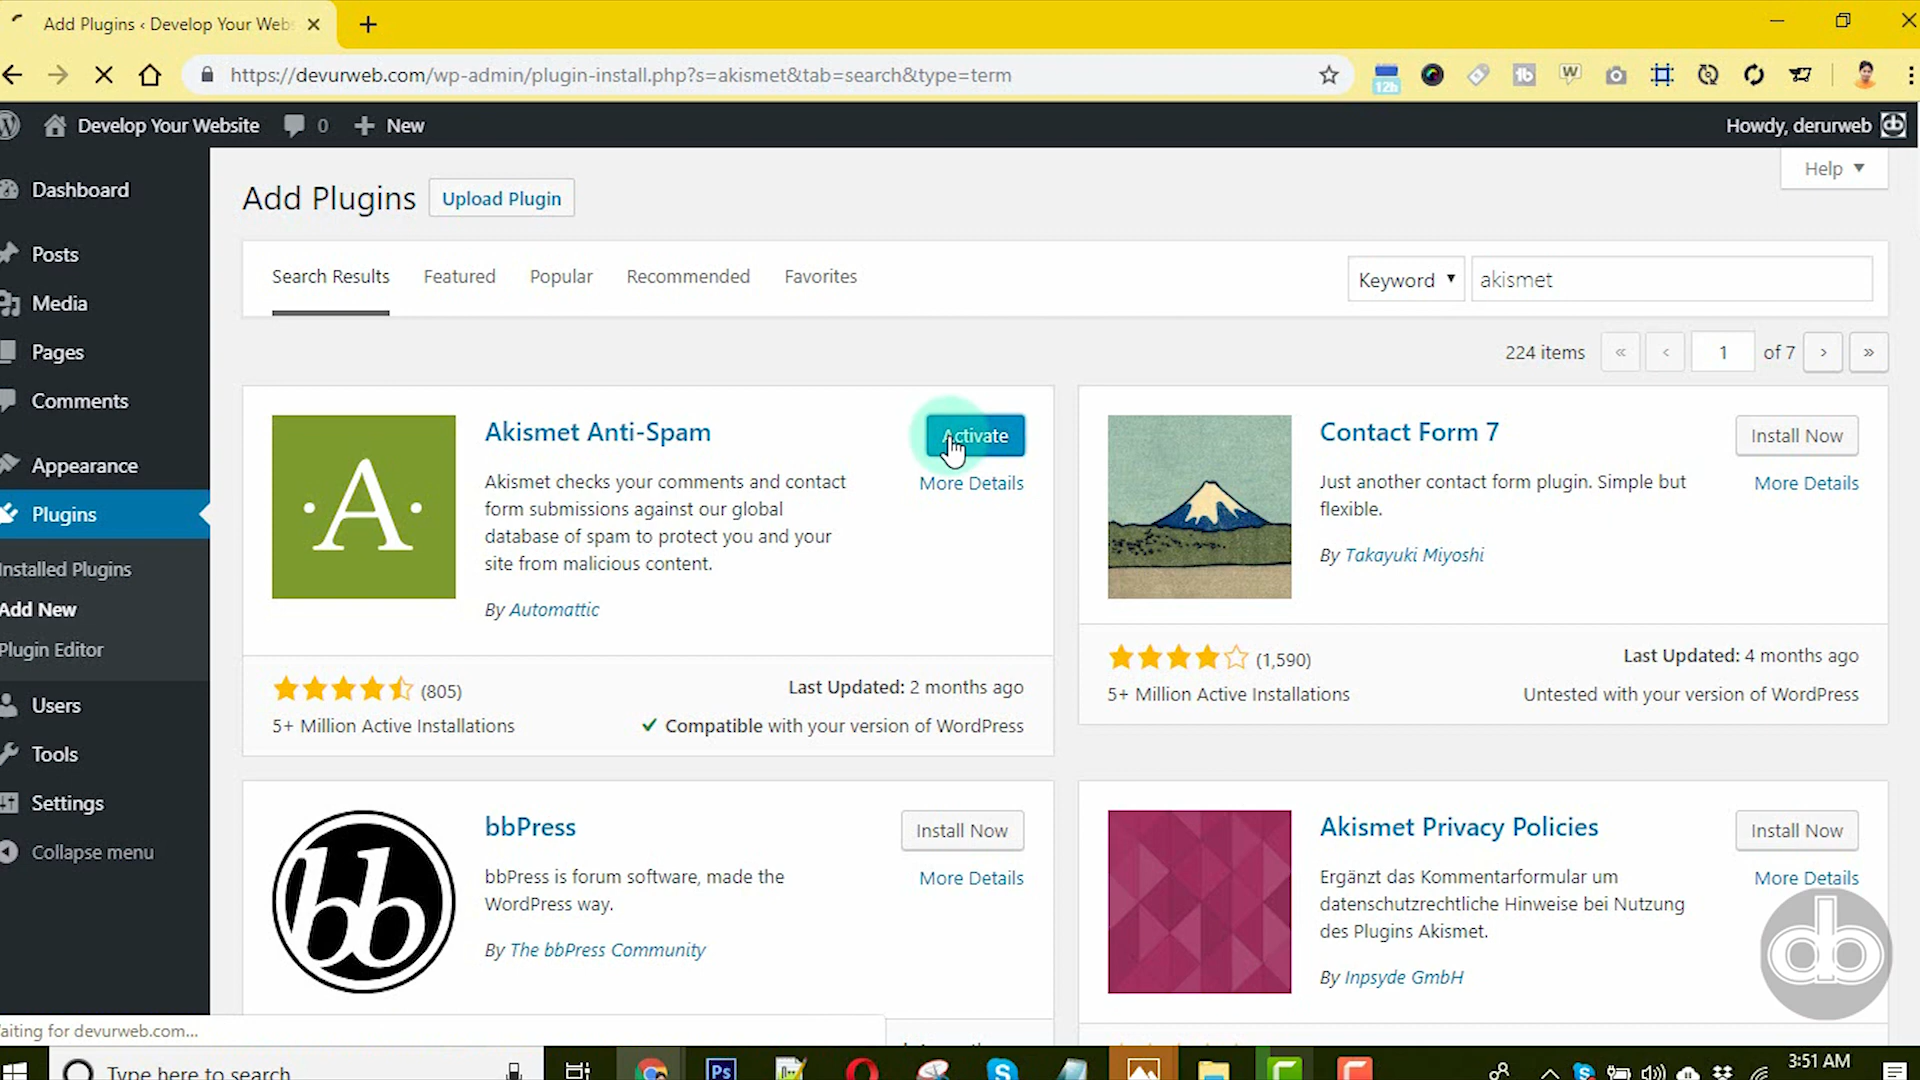 Add Plugins ‹ Develop Your Webs
https://devurweb.com/wp-admin/plugin-install.php?s=akismet&tab=search&type=term
12h
Develop Your Website 0 New
Howdy, derurweb
Help
Dashboard
Posts
Media
Pages
Comments
Appearance
Plugins
Installed Plugins
Add New
Plugin Editor
Users
Tools
Settings
Collapse menu
Add Plugins Upload Plugin
Search Results Featured Popular Recommended Favorites
Keyword akismet
224 items « ‹ 1 of 7 › »
·A·
Akismet Anti-Spam
Activate
More Details
Akismet checks your comments and contact
form submissions against our global
database of spam to protect you and your
site from malicious content.
By Automattic
(805)
Last Updated: 2 months ago
5+ Million Active Installations
Compatible with your version of WordPress
Contact Form 7
Install Now
More Details
Just another contact form plugin. Simple but
flexible.
By Takayuki Miyoshi
(1,590)
Last Updated: 4 months ago
5+ Million Active Installations
Untested with your version of WordPress
bb
bbPress
Install Now
More Details
bbPress is forum software, made the
WordPress way.
By The bbPress Community
Akismet Privacy Policies
Install Now
More Details
Ergänzt das Kommentarformular um
datenschutzrechtliche Hinweise bei Nutzung
des Plugins Akismet.
By Inpsyde GmbH
db
aiting for devurweb.com...
Type here to search
Ps
3:51 AM